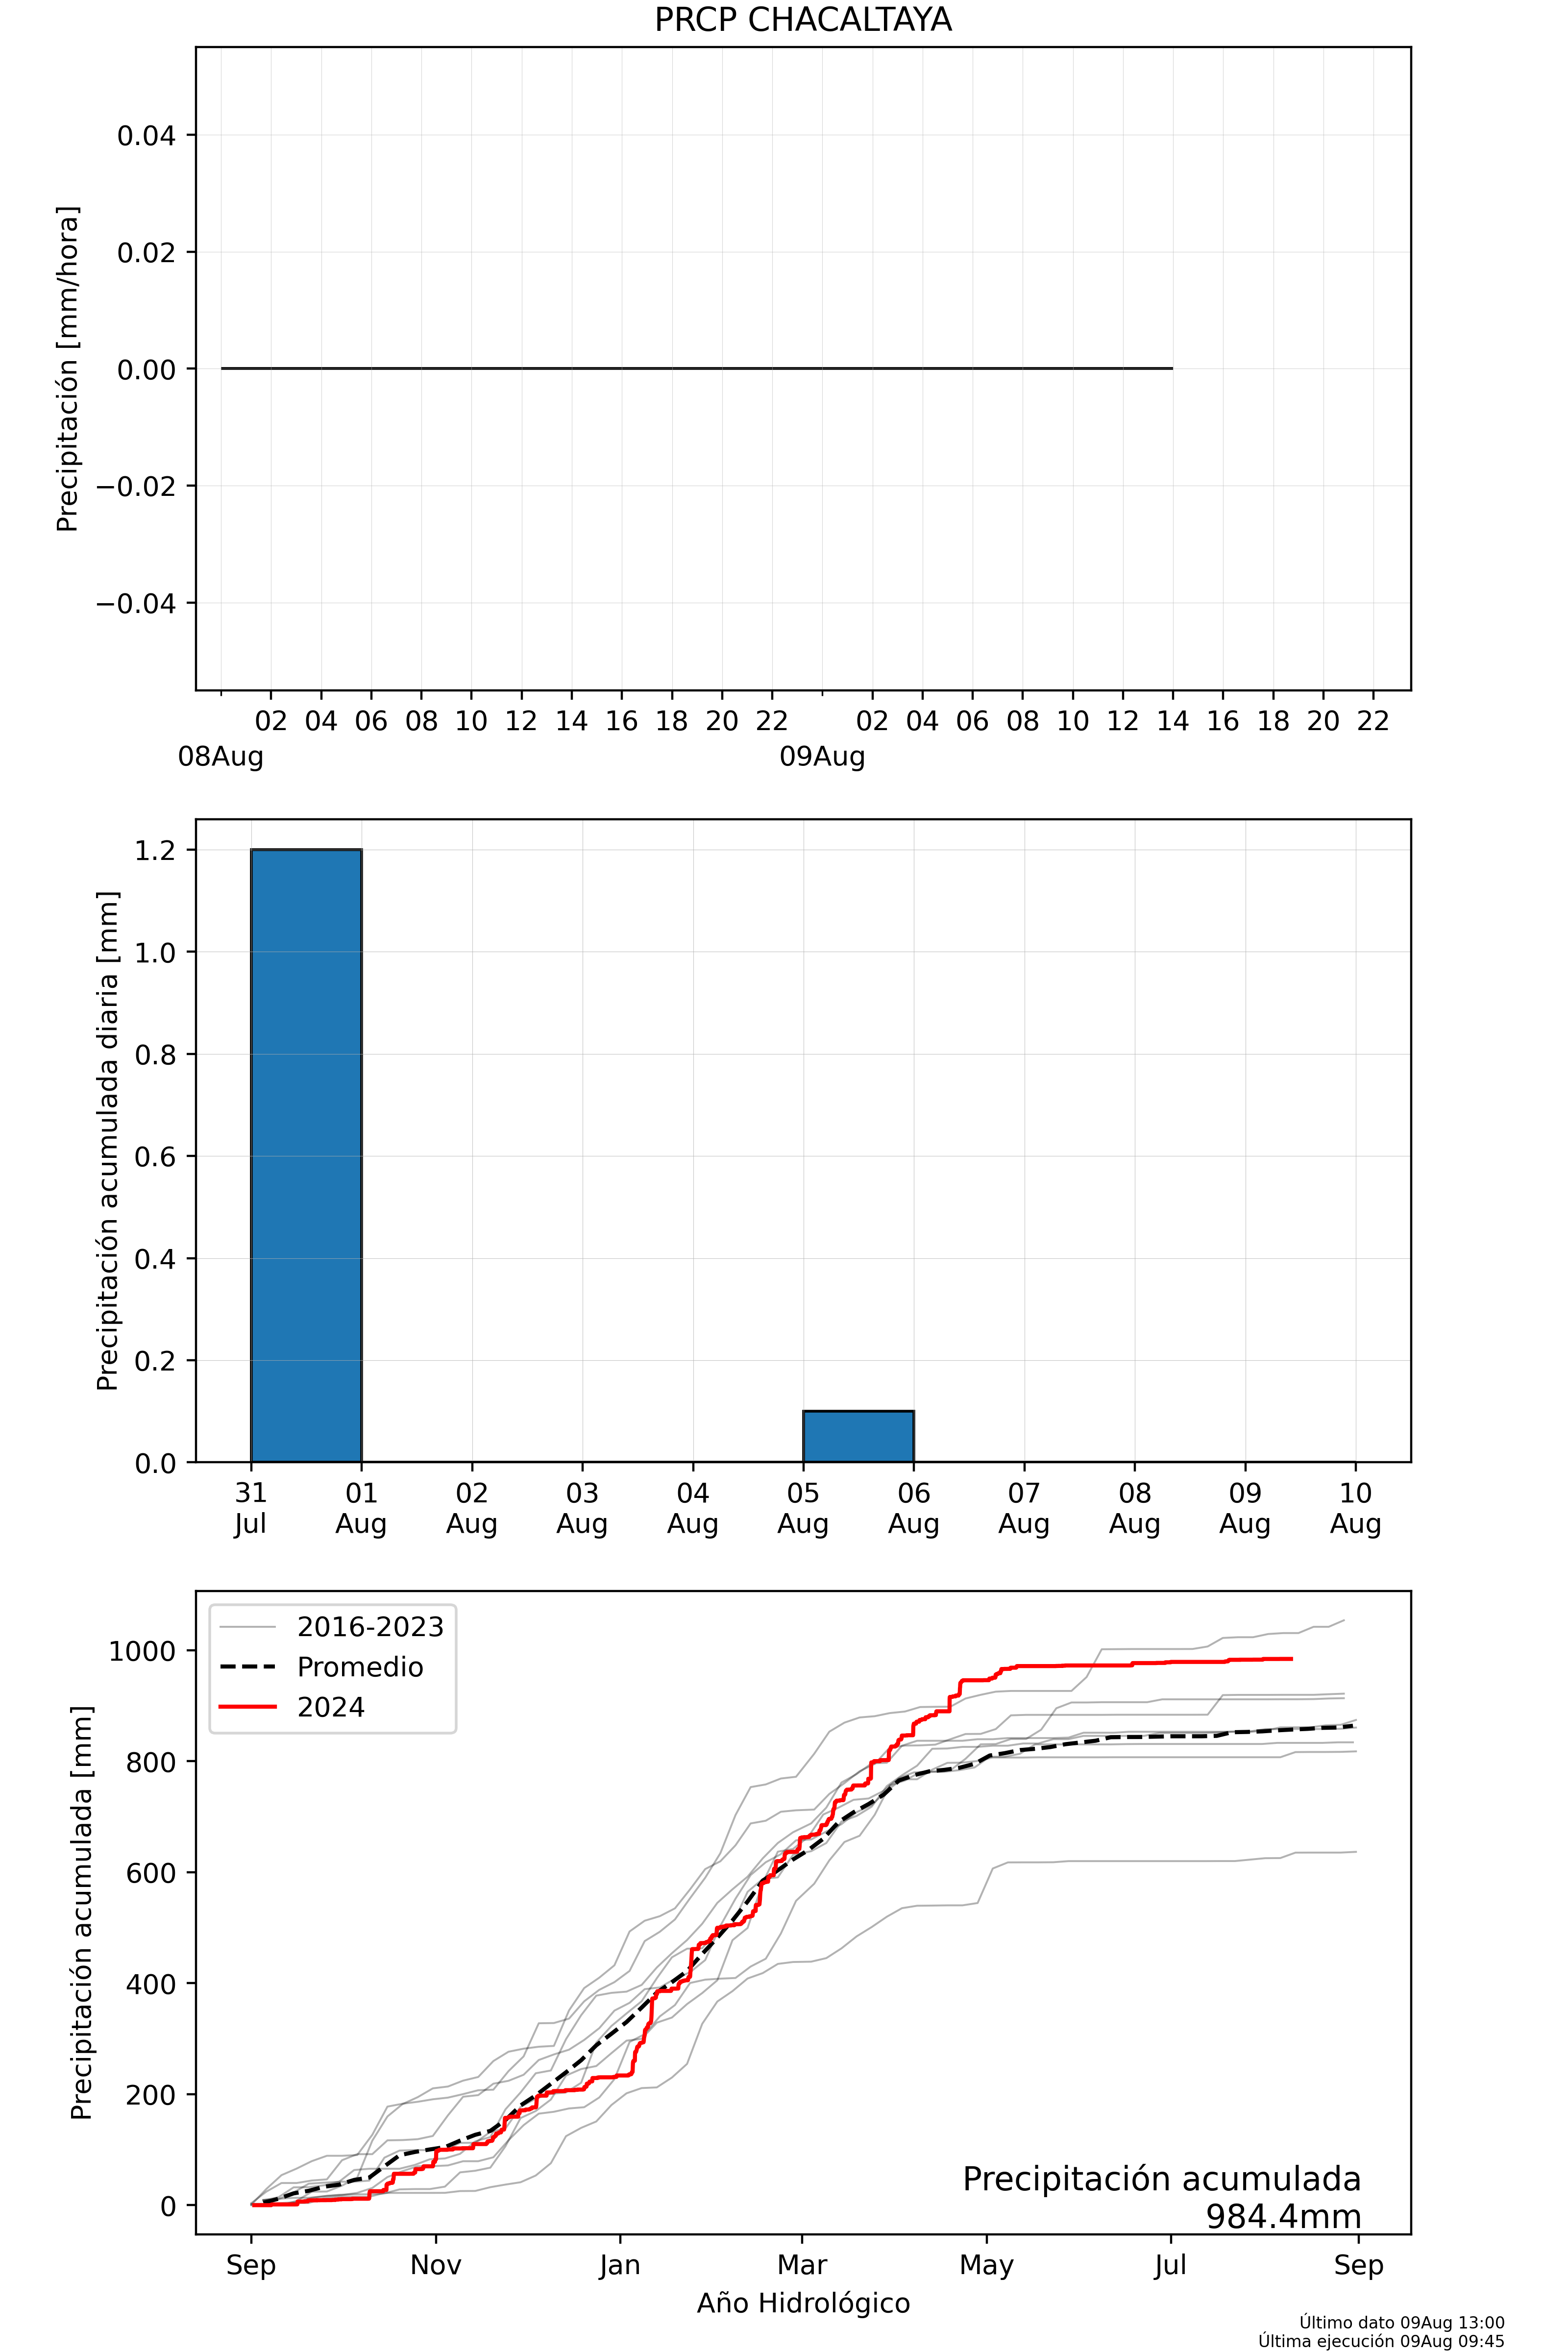 PRCP CHACALTAYA
Precipitación [mm/hora]
0.04
0.02
0.00
−0.02
−0.04
02 04 06 08 10 12 14 16 18 20 22 02 04 06 08 10 12 14 16 18 20 22
08Aug 09Aug
Precipitación acumulada diaria [mm]
1.2
1.0
0.8
0.6
0.4
0.2
0.0
31 01 02 03 04 05 06 07 08 09 10
Jul Aug Aug Aug Aug Aug Aug Aug Aug Aug Aug
Precipitación acumulada [mm]
1000
800
600
400
200
0
2016-2023
Promedio
2024
Precipitación acumulada
984.4mm
Sep Nov Jan Mar May Jul Sep
Año Hidrológico
Último dato 09Aug 13:00
Última ejecución 09Aug 09:45